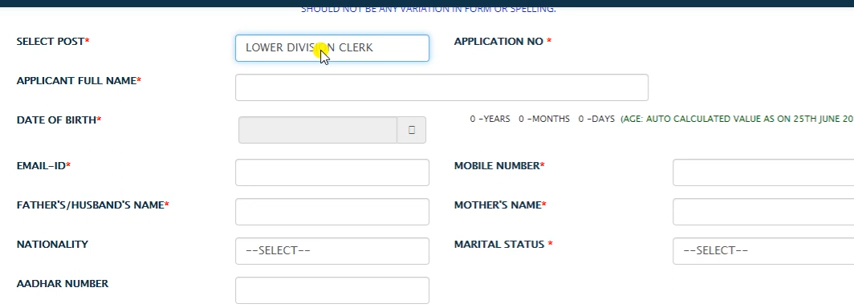 SHOULD NOT BE ANY VARIATION IN FORM OR SPELLING.
SELECT POST* LOWER DIVISION CLERK APPLICATION NO *
APPLICANT FULL NAME*
DATE OF BIRTH* 0 -YEARS 0 -MONTHS 0 -DAYS (AGE: AUTO CALCULATED VALUE AS ON 25TH JUNE 20
EMAIL-ID* MOBILE NUMBER*
FATHER'S/HUSBAND'S NAME* MOTHER'S NAME*
NATIONALITY --SELECT-- MARITAL STATUS * --SELECT--
AADHAR NUMBER